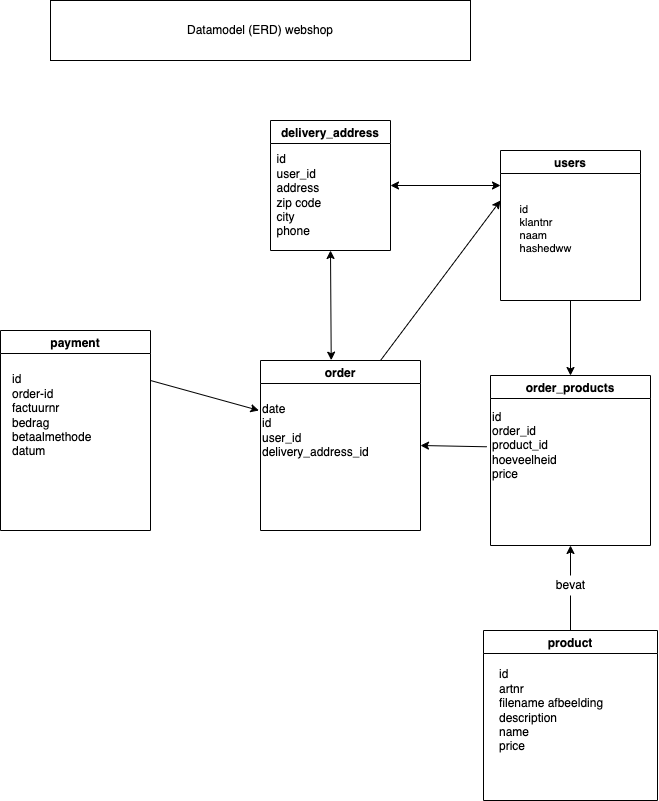 Datamodel (ERD) webshop
delivery_address
id
user_id
address
zip code
city
phone
users
id
klantnr
naam
hashedww
payment
id
order-id
factuurnr
bedrag
betaalmethode
datum
order
date
id
user_id
delivery_address_id
order_products
id
order_id
product_id
hoeveelheid
price
bevat
product
id
artnr
filename afbeelding
description
name
price